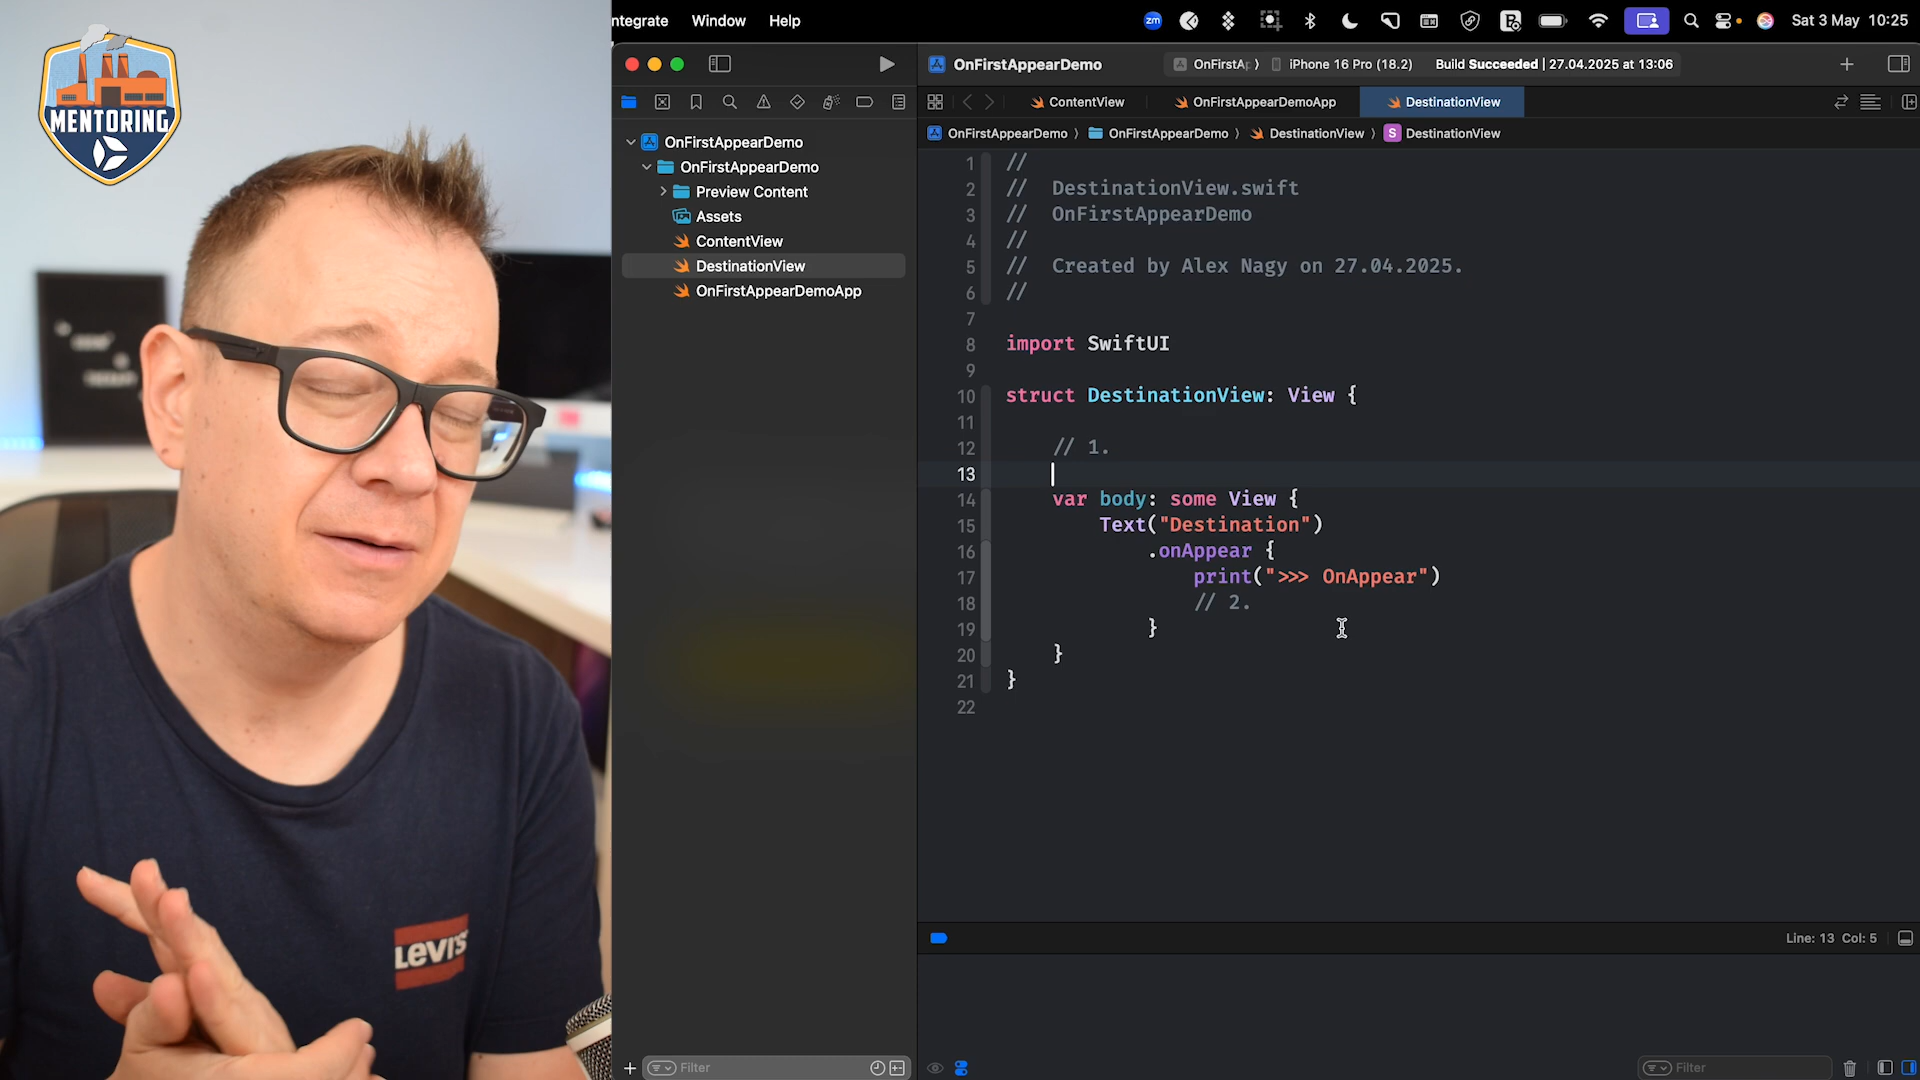 MENTORING
LEVI'S
ntegrate Window Help
zm
Sat 3 May 10:25
OnFirstAppearDemo
OnFirstAp
iPhone 16 Pro (18.2)
Build Succeeded | 27.04.2025 at 13:06
ContentView
OnFirstAppearDemoApp
DestinationView
OnFirstAppearDemo
OnFirstAppearDemo
DestinationView
S DestinationView
OnFirstAppearDemo
OnFirstAppearDemo
Preview Content
Assets
ContentView
DestinationView
OnFirstAppearDemoApp
1 //
2 // DestinationView.swift
3 // OnFirstAppearDemo
4 //
5 // Created by Alex Nagy on 27.04.2025.
6 //
7
8 import SwiftUI
9
10 struct DestinationView: View {
11
12 // 1.
13
14 var body: some View {
15 Text("Destination")
16 .onAppear {
17 print(">>> OnAppear")
18 // 2.
19 }
20 }
21 }
22
Line: 13 Col: 5
Filter
Filter